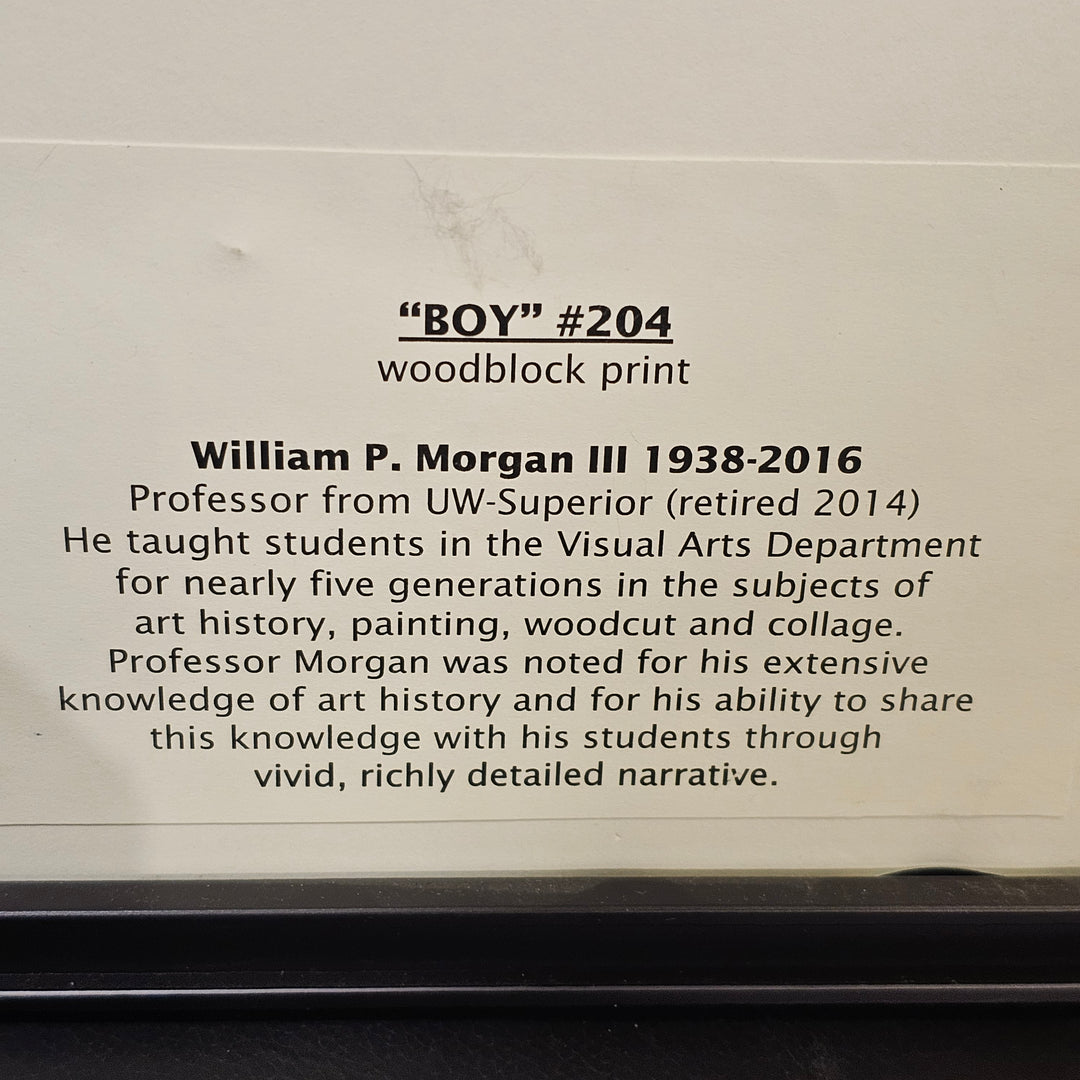 “BOY” #204
woodblock print
William P. Morgan III 1938-2016
Professor from UW-Superior (retired 2014)
He taught students in the Visual Arts Department
for nearly five generations in the subjects of
art history, painting, woodcut and collage.
Professor Morgan was noted for his extensive
knowledge of art history and for his ability to share
this knowledge with his students through
vivid, richly detailed narrative.